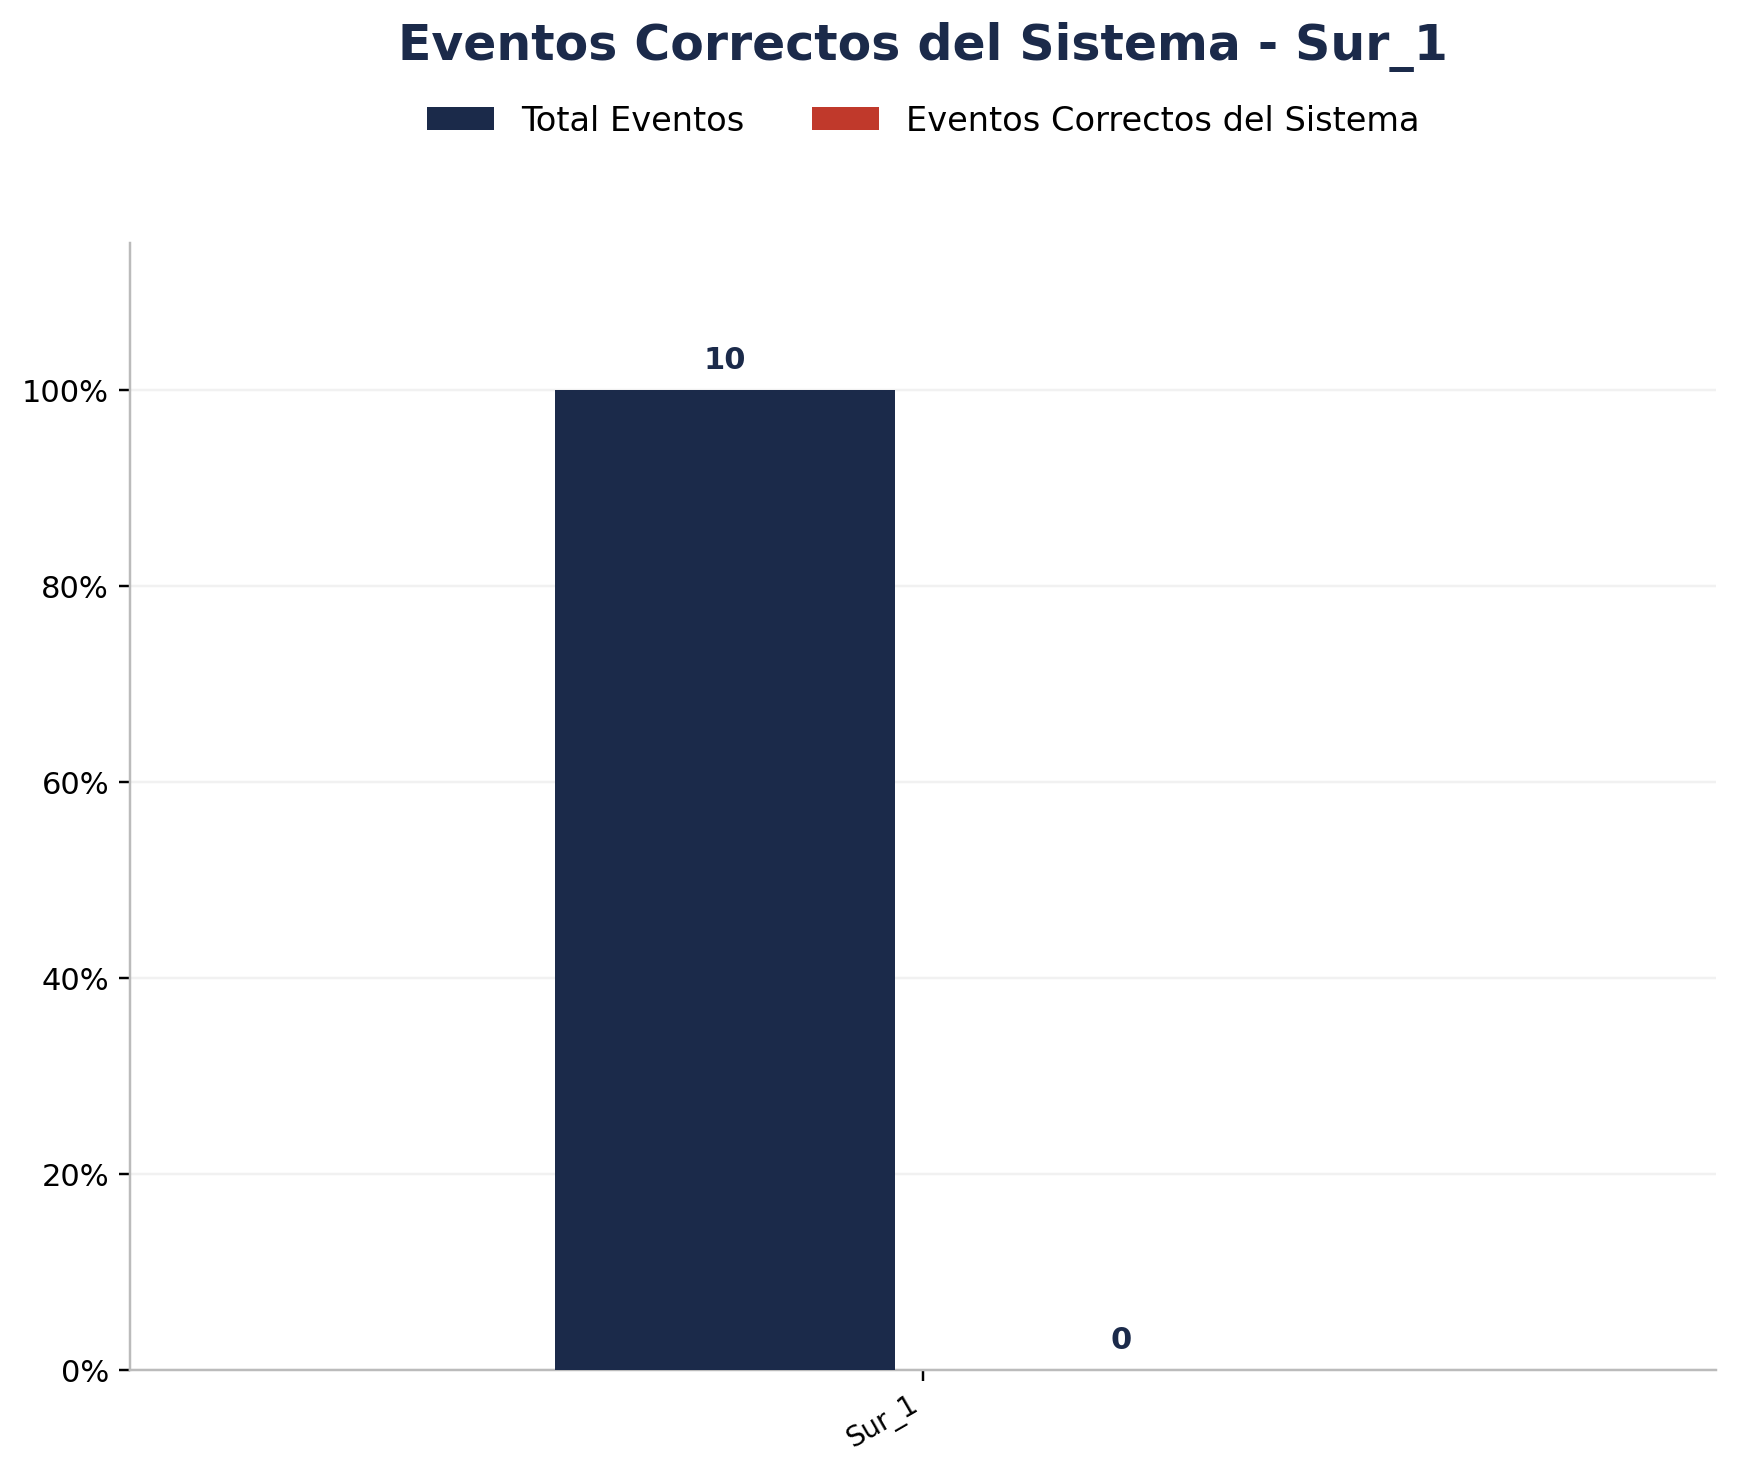 Eventos Correctos del Sistema - Sur_1
Total Eventos Eventos Correctos del Sistema
10
100%
80%
60%
40%
20%
0
0%
Sur_1